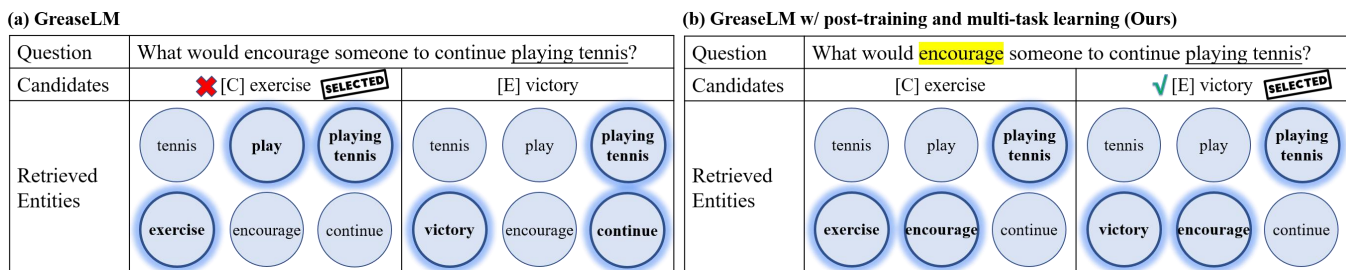 (a) GreaseLM
Question What would encourage someone to continue playing tennis?
Candidates [C] exercise SELECTED [E] victory
tennis play playing tennis tennis play playing tennis
Retrieved Entities
exercise encourage continue victory encourage continue
(b) GreaseLM w/ post-training and multi-task learning (Ours)
Question What would encourage someone to continue playing tennis?
Candidates [C] exercise √ [E] victory SELECTED
tennis play playing tennis tennis play playing tennis
Retrieved Entities
exercise encourage continue victory encourage continue